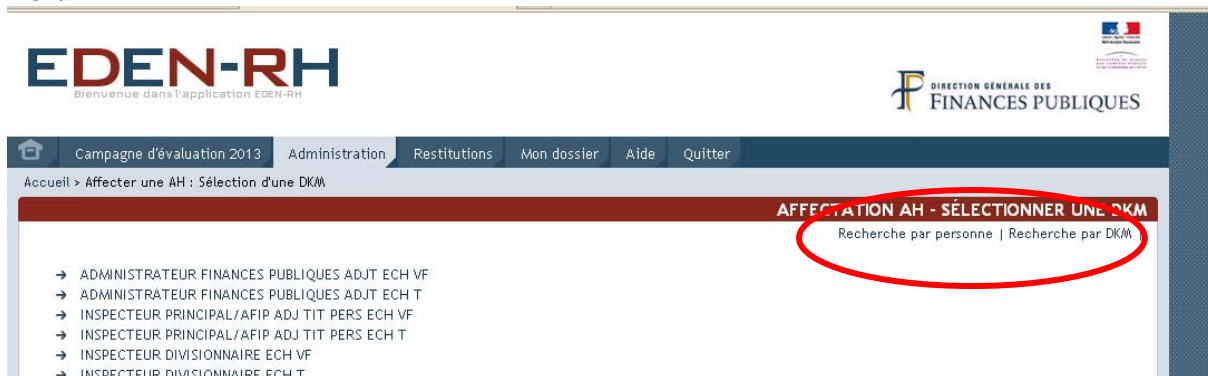 EDEN-RH
Bienvenue dans l'application EDEN-RH
DIRECTION GÉNÉRALE DES
FINANCES PUBLIQUES
Campagne d'évaluation 2013 Administration Restitutions Mon dossier Aide Quitter
Accueil > Affecter une AH : Sélection d'une DKM
AFFECTATION AH - SÉLECTIONNER UNE DKM
Recherche par personne | Recherche par DKM |
→ ADMINISTRATEUR FINANCES PUBLIQUES ADJT ECH VF
→ ADMINISTRATEUR FINANCES PUBLIQUES ADJT ECH T
→ INSPECTEUR PRINCIPAL/AFIP ADJ TIT PERS ECH VF
→ INSPECTEUR PRINCIPAL/AFIP ADJ TIT PERS ECH T
→ INSPECTEUR DIVISIONNAIRE ECH VF
→ INSPECTEUR DIVISIONNAIRE ECH T